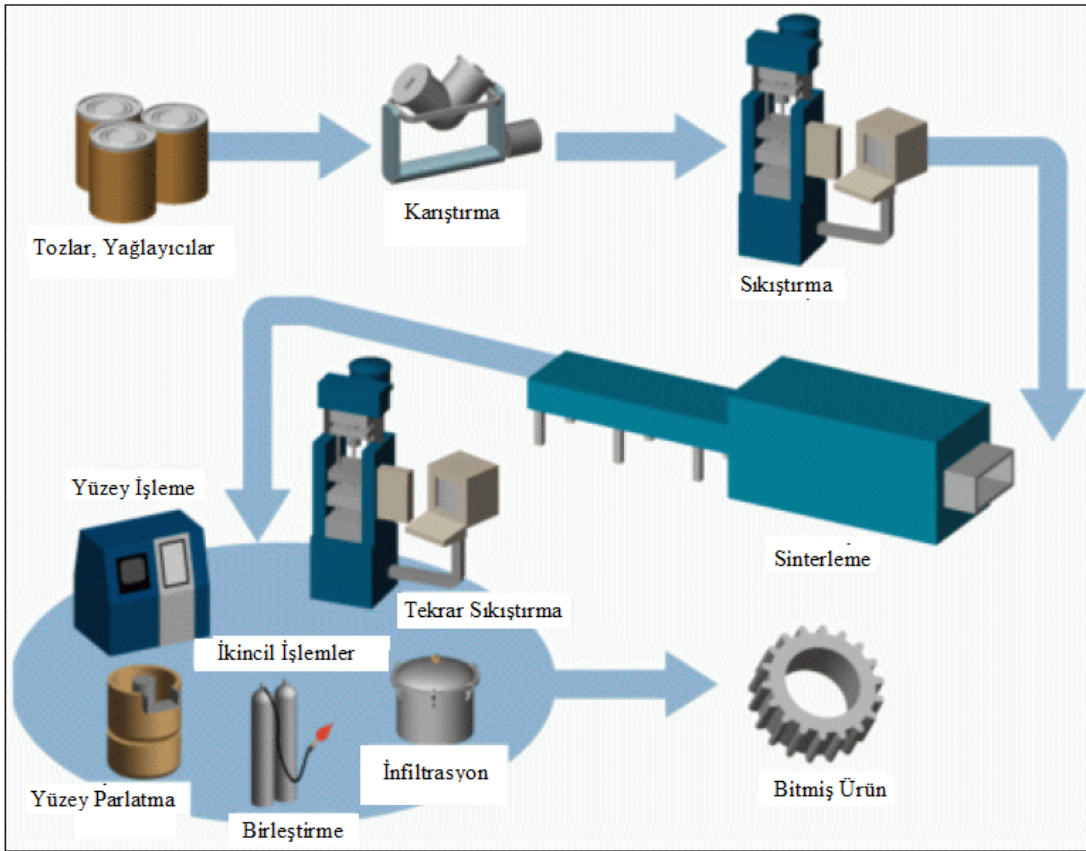 Tozlar, Yağlayıcılar
Karıştırma
Sıkıştırma
Sinterleme
Yüzey İşleme
Tekrar Sıkıştırma
İkincil İşlemler
Yüzey Parlatma
Birleştirme
İnfiltrasyon
Bitmiş Ürün